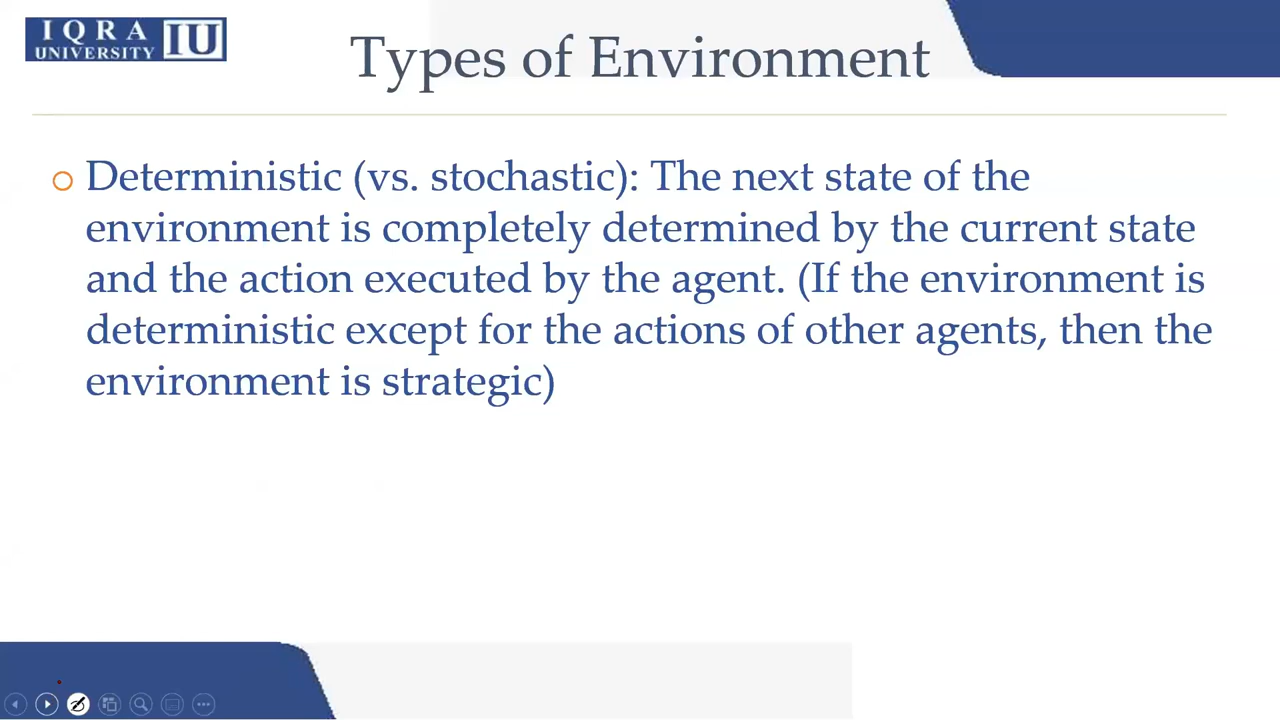 IQRA
UNIVERSITY IU
Types of Environment
Deterministic (vs. stochastic): The next state of the
environment is completely determined by the current state
and the action executed by the agent. (If the environment is
deterministic except for the actions of other agents, then the
environment is strategic)